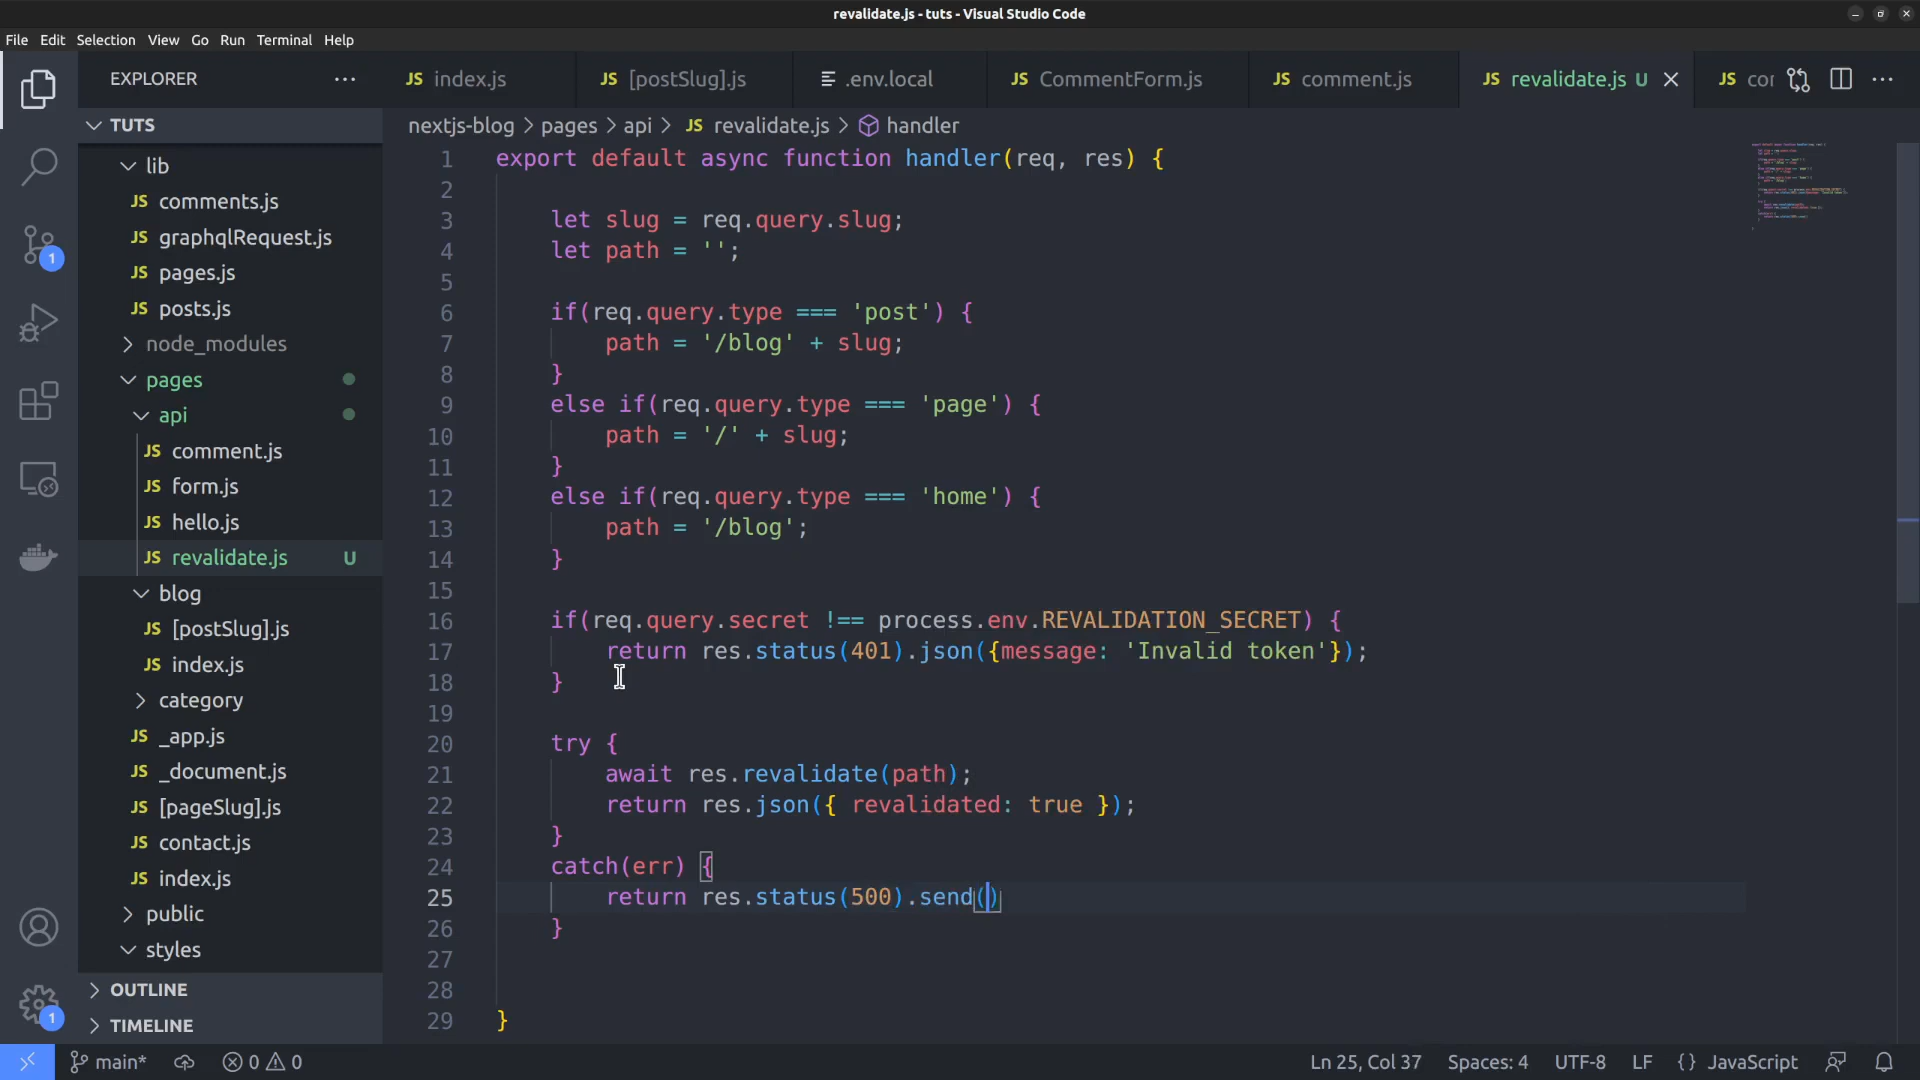 revalidate.js - tuts - Visual Studio Code
File Edit Selection View Go Run Terminal Help
EXPLORER
JS index.js
JS [postSlug].js
.env.local
JS CommentForm.js
JS comment.js
JS revalidate.js U
JS cor
TUTS
nextjs-blog > pages > api > JS revalidate.js > handler
lib
JS comments.js
JS graphqlRequest.js
JS pages.js
JS posts.js
node_modules
pages
api
JS comment.js
JS form.js
JS hello.js
JS revalidate.js U
blog
JS [postSlug].js
JS index.js
category
JS _app.js
JS _document.js
JS [pageSlug].js
JS contact.js
JS index.js
public
styles
OUTLINE
TIMELINE
1
1
1 export default async function handler(req, res) {
2
3 let slug = req.query.slug;
4 let path = '';
5
6 if(req.query.type === 'post') {
7 path = '/blog' + slug;
8 }
9 else if(req.query.type === 'page') {
10 path = '/' + slug;
11 }
12 else if(req.query.type === 'home') {
13 path = '/blog';
14 }
15
16 if(req.query.secret !== process.env.REVALIDATION_SECRET) {
17 return res.status(401).json({message: 'Invalid token'});
18 }
19
20 try {
21 await res.revalidate(path);
22 return res.json({ revalidated: true });
23 }
24 catch(err) {
25 return res.status(500).send()
26 }
27
28
29 }
main* 0 0
Ln 25, Col 37 Spaces: 4 UTF-8 LF {} JavaScript